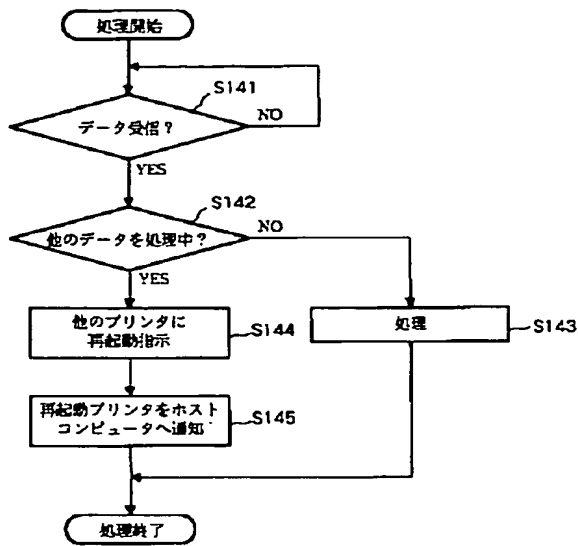 処理開始
S141
データ受信？
NO
YES
S142
他のデータを処理中？
NO
YES
他のプリンタに
再起動指示
S144
処理
S143
再起動プリンタをホスト
コンピュータへ通知
S145
処理終了